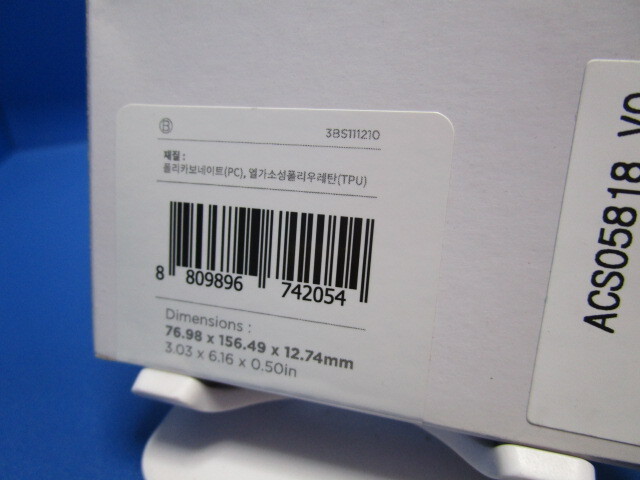 3BS111210
재질 :
폴리카보네이트(PC), 열가소성폴리우레탄(TPU)
8 809896 742054
Dimensions :
76.98 x 156.49 x 12.74mm
3.03 x 6.16 x 0.50in
ACS05818